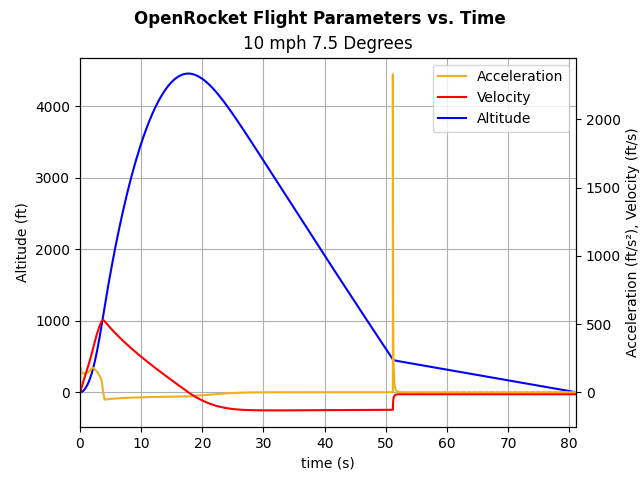 OpenRocket Flight Parameters vs. Time
10 mph 7.5 Degrees
Acceleration
Velocity
Altitude
Altitude (ft)
4000
3000
2000
1000
0
2000
1500
1000
500
0
Acceleration (ft/s²), Velocity (ft/s)
0 10 20 30 40 50 60 70 80
time (s)